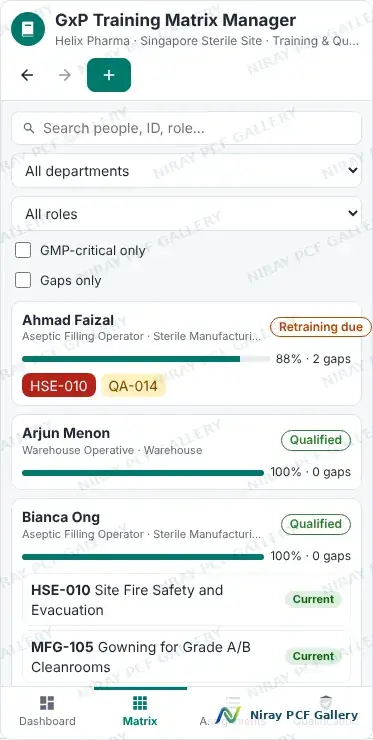 GxP Training Matrix Manager
Helix Pharma · Singapore Sterile Site · Training & Qu...
Search people, ID, role...
All departments
All roles
GMP-critical only
Gaps only
Ahmad Faizal
Aseptic Filling Operator · Sterile Manufacturi...
Retraining due
88% · 2 gaps
HSE-010 QA-014
Arjun Menon
Warehouse Operative · Warehouse
Qualified
100% · 0 gaps
Bianca Ong
Aseptic Filling Operator · Sterile Manufacturi...
Qualified
100% · 0 gaps
HSE-010 Site Fire Safety and
Evacuation
Current
MFG-105 Gowning for Grade A/B
Cleanrooms
Current
Dashboard
Matrix
Niray PCF Gallery
NIRAY PCF GALLERY